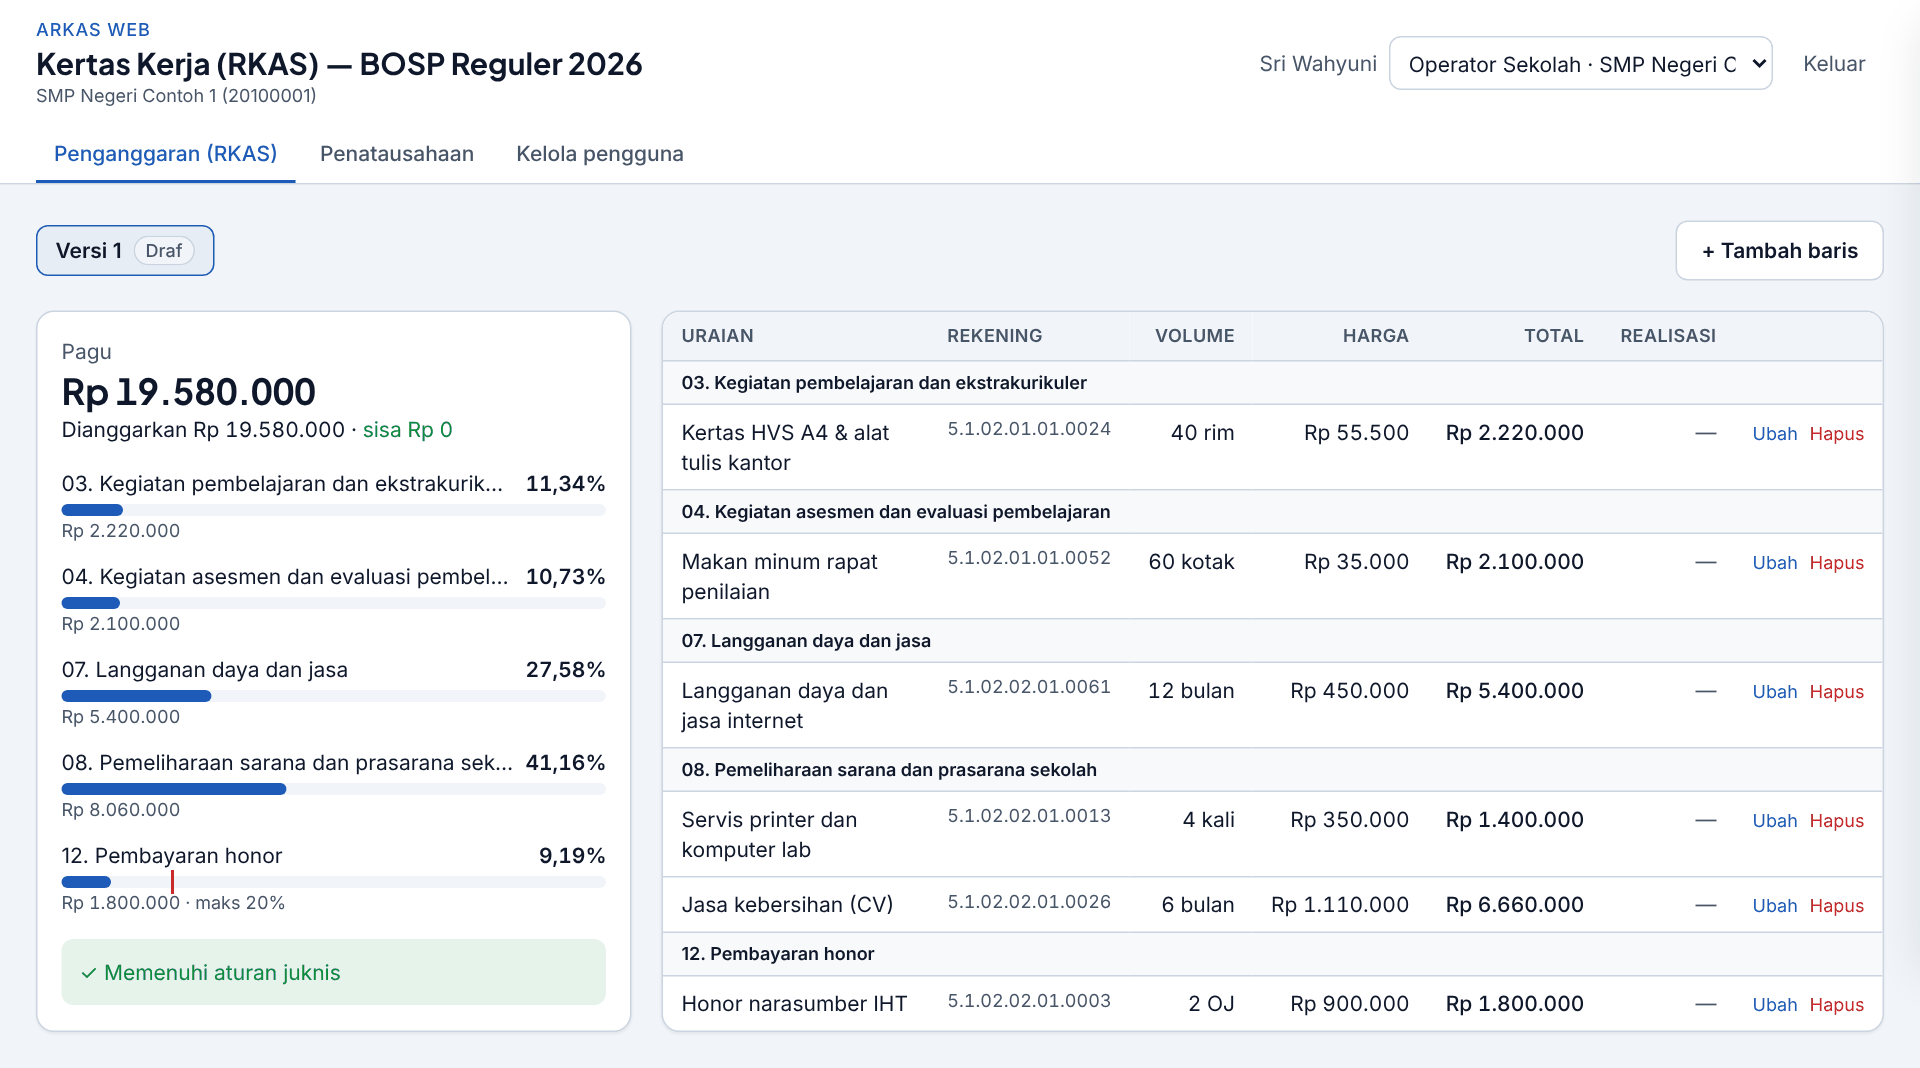 ARKAS WEB
Kertas Kerja (RKAS) — BOSP Reguler 2026
SMP Negeri Contoh 1 (20100001)
Sri Wahyuni
Operator Sekolah · SMP Negeri C
Keluar
Penganggaran (RKAS) Penatausahaan Kelola pengguna
Versi 1 Draf
+ Tambah baris
Pagu
Rp 19.580.000
Dianggarkan Rp 19.580.000 · sisa Rp 0
03. Kegiatan pembelajaran dan ekstrakurik... 11,34%
Rp 2.220.000
04. Kegiatan asesmen dan evaluasi pembel... 10,73%
Rp 2.100.000
07. Langganan daya dan jasa 27,58%
Rp 5.400.000
08. Pemeliharaan sarana dan prasarana sek... 41,16%
Rp 8.060.000
12. Pembayaran honor 9,19%
Rp 1.800.000 · maks 20%
✓ Memenuhi aturan juknis
URAIAN REKENING VOLUME HARGA TOTAL REALISASI
03. Kegiatan pembelajaran dan ekstrakurikuler
Kertas HVS A4 & alat 5.1.02.01.01.0024 40 rim Rp 55.500 Rp 2.220.000 — Ubah Hapus
tulis kantor
04. Kegiatan asesmen dan evaluasi pembelajaran
Makan minum rapat 5.1.02.01.01.0052 60 kotak Rp 35.000 Rp 2.100.000 — Ubah Hapus
penilaian
07. Langganan daya dan jasa
Langganan daya dan 5.1.02.02.01.0061 12 bulan Rp 450.000 Rp 5.400.000 — Ubah Hapus
jasa internet
08. Pemeliharaan sarana dan prasarana sekolah
Servis printer dan 5.1.02.02.01.0013 4 kali Rp 350.000 Rp 1.400.000 — Ubah Hapus
komputer lab
Jasa kebersihan (CV) 5.1.02.02.01.0026 6 bulan Rp 1.110.000 Rp 6.660.000 — Ubah Hapus
12. Pembayaran honor
Honor narasumber IHT 5.1.02.02.01.0003 2 OJ Rp 900.000 Rp 1.800.000 — Ubah Hapus